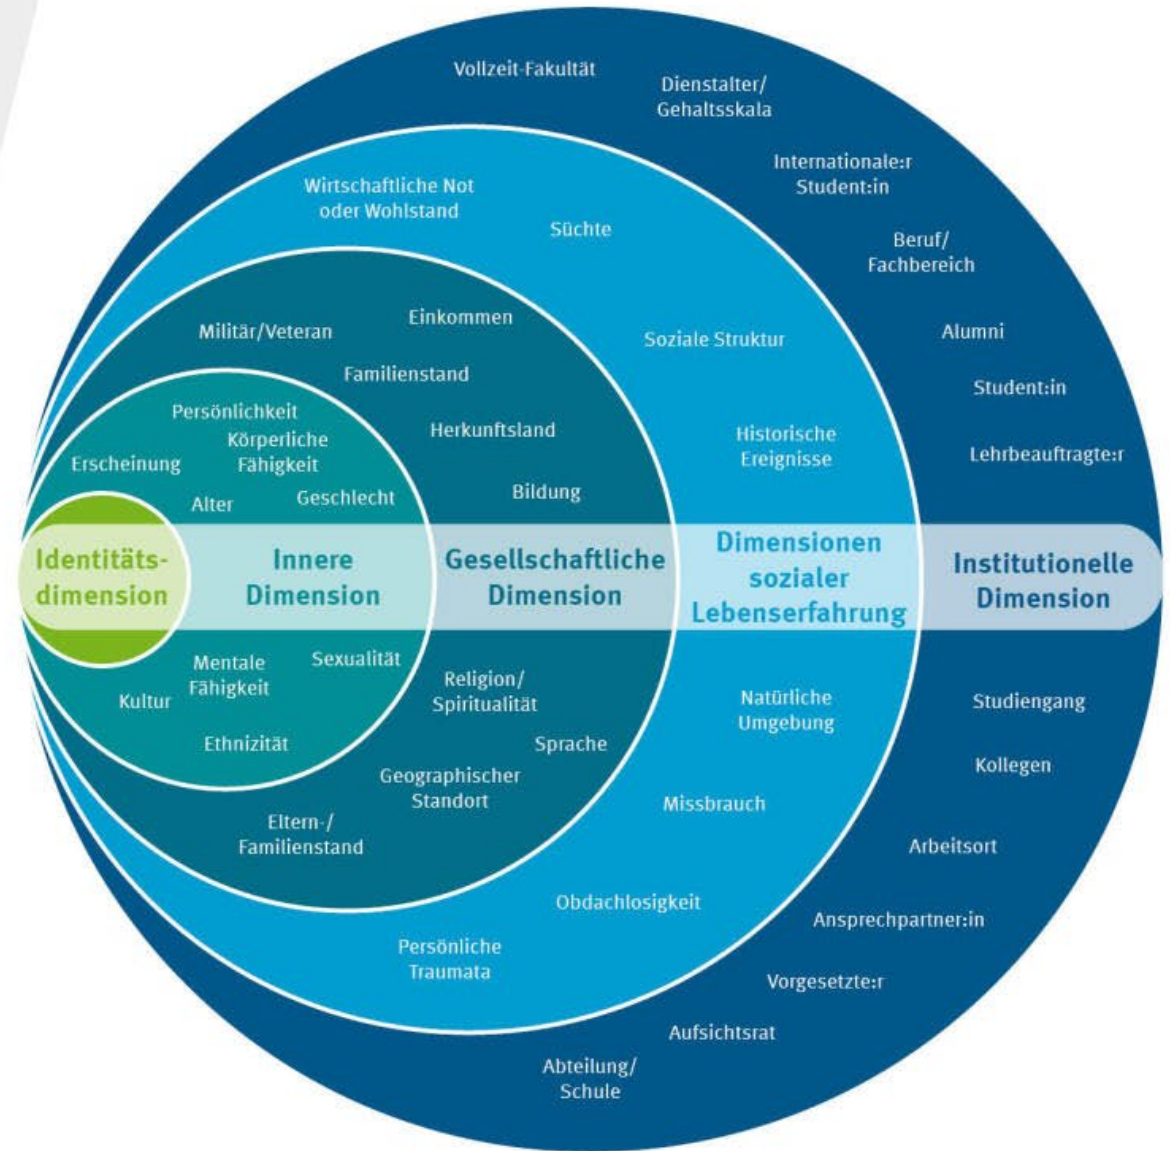 Vollzeit-Fakultät
Dienstalter/
Gehaltsskala
Internationale:r
Student:in
Beruf/
Fachbereich
Alumni
Student:in
Lehrbeauftragte:r
Wirtschaftliche Not
oder Wohlstand
Süchte
Soziale Struktur
Historische
Ereignisse
Militär/Veteran
Einkommen
Familienstand
Herkunftsland
Bildung
Persönlichkeit
Körperliche
Fähigkeit
Erscheinung
Alter
Geschlecht
Identitäts-
dimension
Innere
Dimension
Gesellschaftliche
Dimension
Dimensionen
sozialer
Lebenserfahrung
Institutionelle
Dimension
Mentale
Fähigkeit
Sexualität
Kultur
Ethnizität
Religion/
Spiritualität
Sprache
Geographischer
Standort
Eltern-/
Familienstand
Natürliche
Umgebung
Missbrauch
Obdachlosigkeit
Persönliche
Traumata
Studiengang
Kollegen
Arbeitsort
Ansprechpartner:in
Vorgesetzte:r
Aufsichtsrat
Abteilung/
Schule